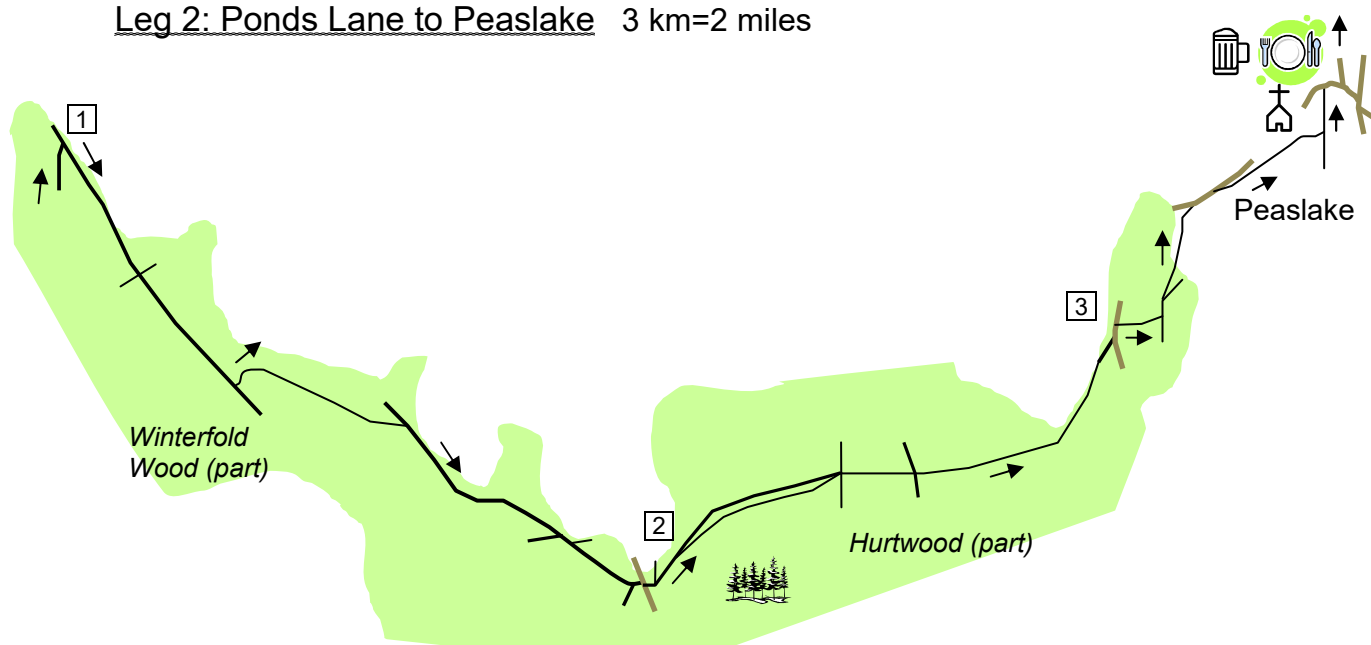 Leg 2: Ponds Lane to Peaslake 3 km=2 miles
1
Peaslake
3
Winterfold
Wood (part)
2
Hurtwood (part)